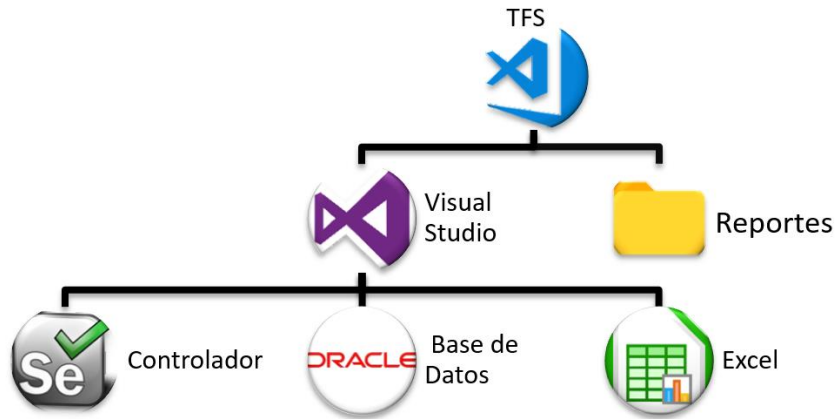 TFS
Visual
Studio
Reportes
Se
Controlador
ORACLE
Base de
Datos
Excel